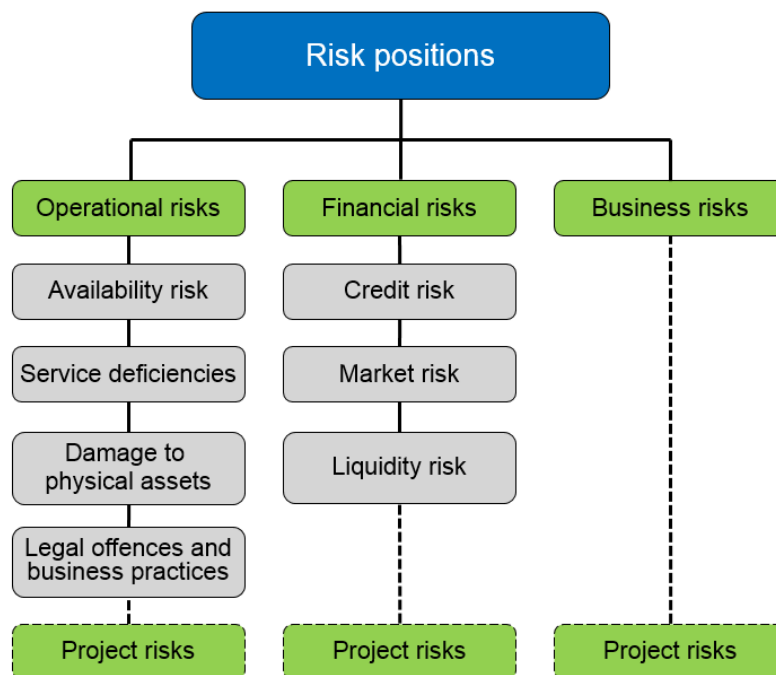 Risk positions
Operational risks
Financial risks
Business risks
Availability risk
Credit risk
Service deficiencies
Market risk
Damage to
physical assets
Liquidity risk
Legal offences and
business practices
Project risks
Project risks
Project risks